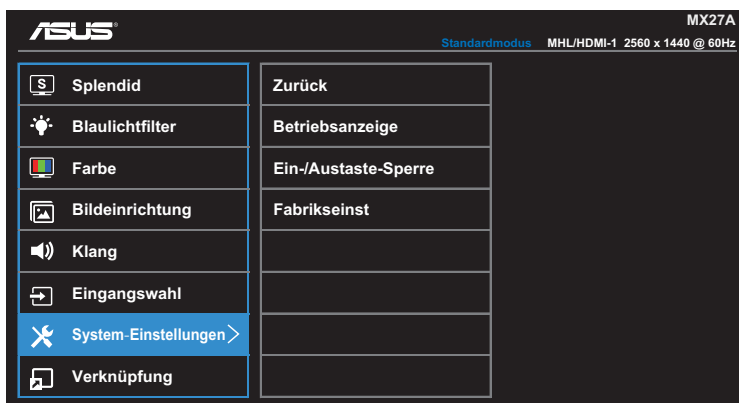 ASUS
MX27A
Standardmodus MHL/HDMI-1 2560 x 1440 @ 60Hz
S Splendid
Blaulichtfilter
Farbe
Bildeinrichtung
Klang
Eingangswahl
System-Einstellungen
Verknüpfung
Zurück
Betriebsanzeige
Ein-/Austaste-Sperre
Fabrikseinst